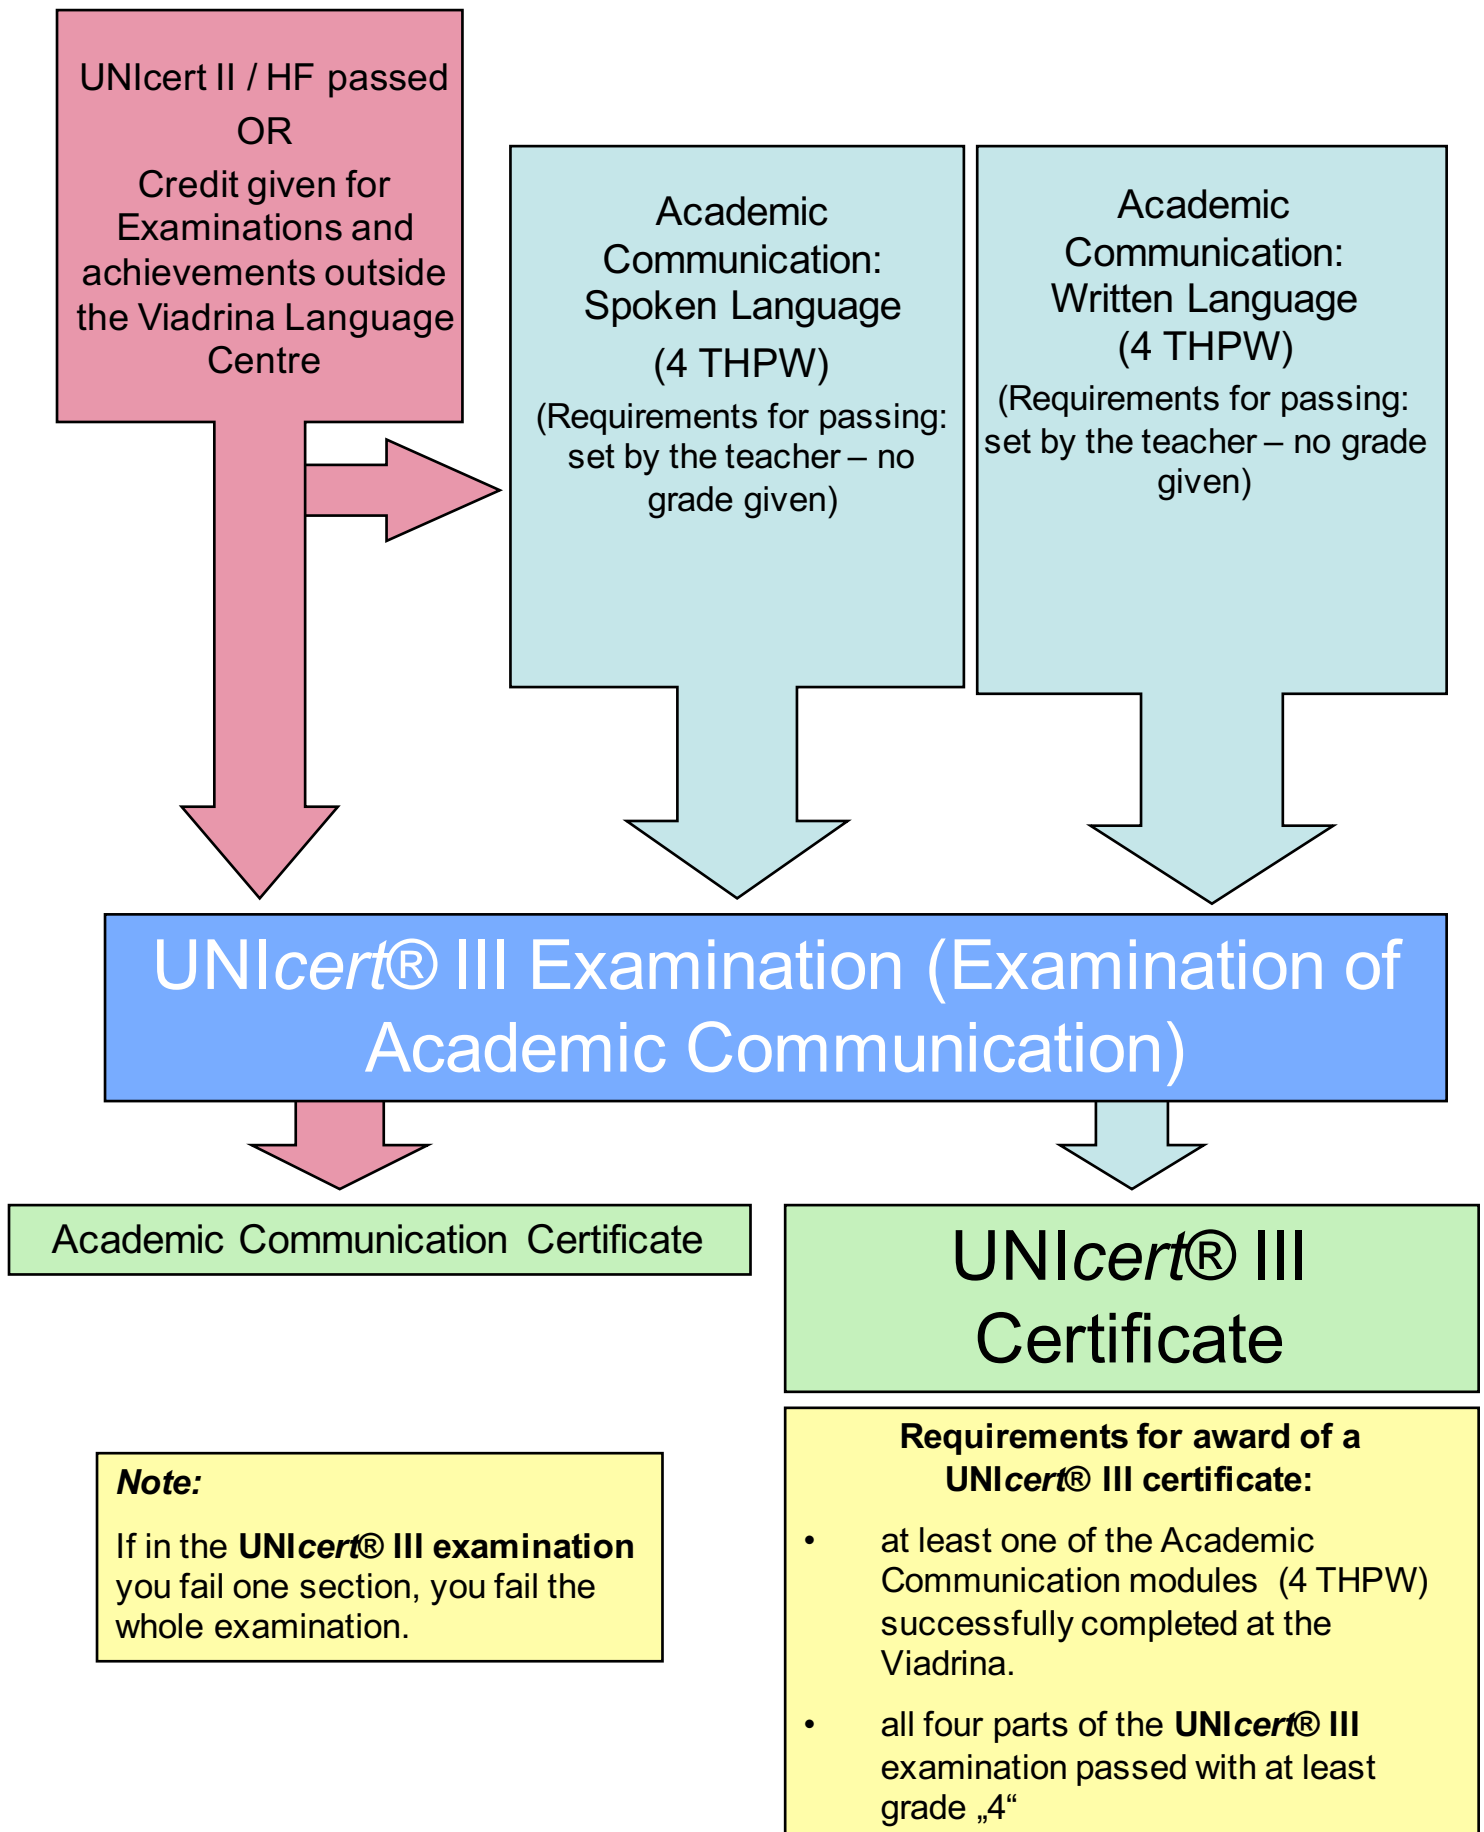 UNIcert II / HF passed
OR
Credit given for
Examinations and
achievements outside
the Viadrina Language
Centre
Academic
Communication:
Spoken Language
(4 THPW)
(Requirements for passing:
set by the teacher – no
grade given)
Academic
Communication:
Written Language
(4 THPW)
(Requirements for passing:
set by the teacher – no grade
given)
UNIcert® III Examination (Examination of
Academic Communication)
Academic Communication Certificate
UNIcert® III
Certificate
Note:
If in the UNIcert® III examination
you fail one section, you fail the
whole examination.
Requirements for award of a
UNIcert® III certificate:
• at least one of the Academic
Communication modules (4 THPW)
successfully completed at the
Viadrina.
• all four parts of the UNIcert® III
examination passed with at least
grade „4“